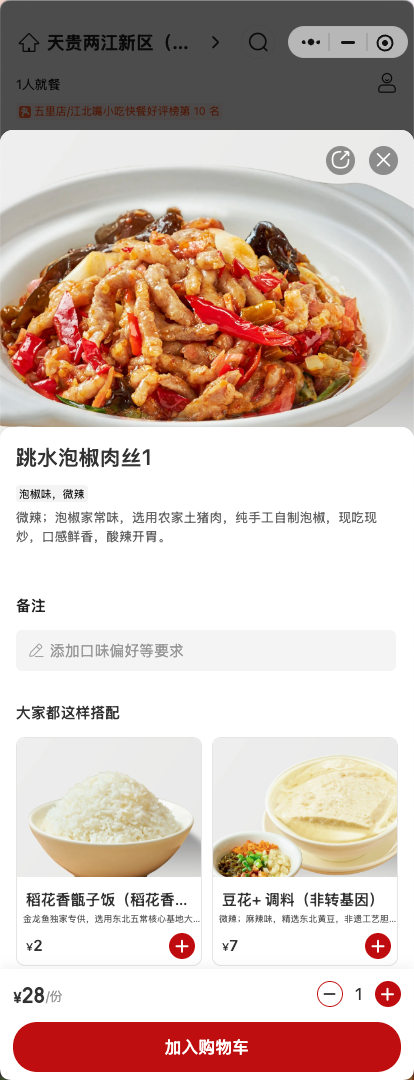 天贵两江新区（...
1人就餐
五里店/江北嘴小吃快餐好评榜第 10 名
跳水泡椒肉丝1
泡椒味，微辣
微辣；泡椒家常味，选用农家土猪肉，纯手工自制泡椒，现吃现
炒，口感鲜香，酸辣开胃。
备注
添加口味偏好等要求
大家都这样搭配
稻花香甑子饭（稻花香...
金龙鱼独家专供，选用东北五常核心基地大...
¥2
豆花+ 调料（非转基因）
微辣；麻辣味，精选东北黄豆，非遗工艺胆...
¥7
¥28/份
1
加入购物车